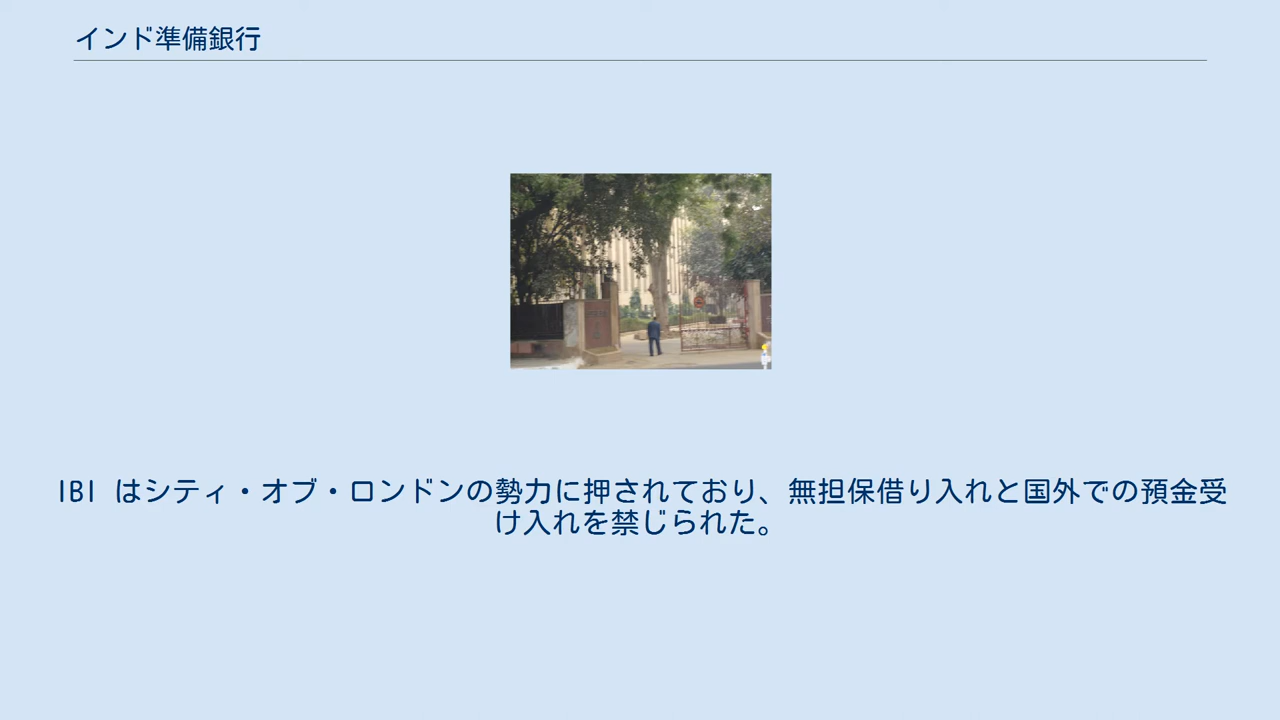 インド準備銀行
IBI はシティ・オブ・ロンドンの勢力に押されており、無担保借り入れと国外での預金受
け入れを禁じられた。